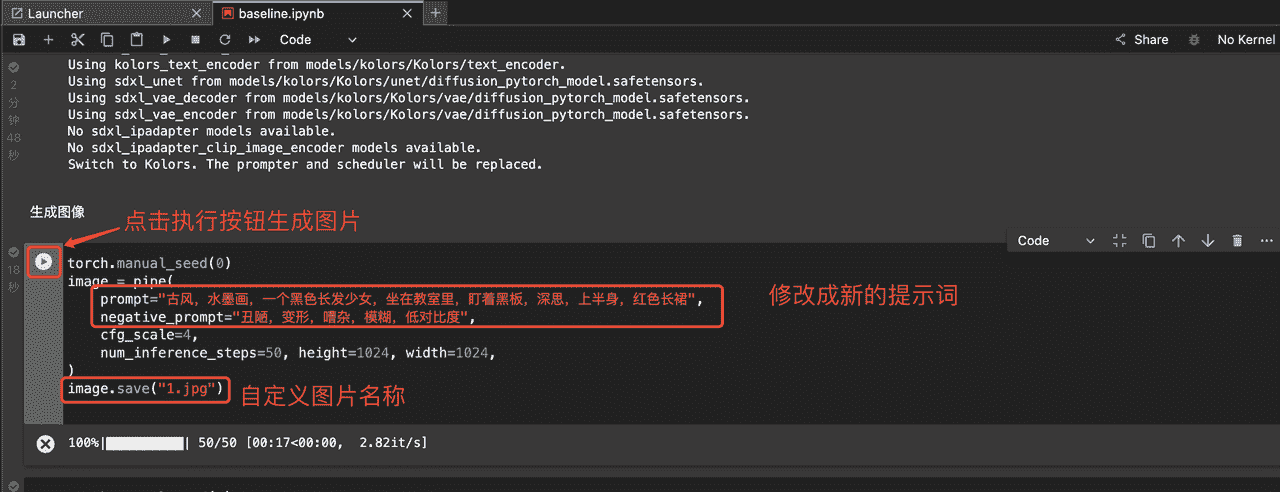 Launcher
baseline.ipynb
Code
Share
No Kernel
Using kolors_text_encoder from models/kolors/Kolors/text_encoder.
2
Using sdxl_unet from models/kolors/Kolors/unet/diffusion_pytorch_model.safetensors.
分
Using sdxl_vae_decoder from models/kolors/Kolors/vae/diffusion_pytorch_model.safetensors.
钟
Using sdxl_vae_encoder from models/kolors/Kolors/vae/diffusion_pytorch_model.safetensors.
48
No sdxl_ipadapter models available.
秒
No sdxl_ipadapter_clip_image_encoder models available.
Switch to Kolors. The prompter and scheduler will be replaced.
生成图像
点击执行按钮生成图片
Code
18
秒
torch.manual_seed(0)
image = pipe(
prompt="古风，水墨画，一个黑色长发少女，坐在教室里，盯着黑板，深思，上半身，红色长裙",
修改成新的提示词
negative_prompt="丑陋，变形，嘈杂，模糊，低对比度",
cfg_scale=4,
num_inference_steps=50, height=1024, width=1024,
)
image.save("1.jpg")
自定义图片名称
100%| | 50/50 [00:17<00:00, 2.82it/s]